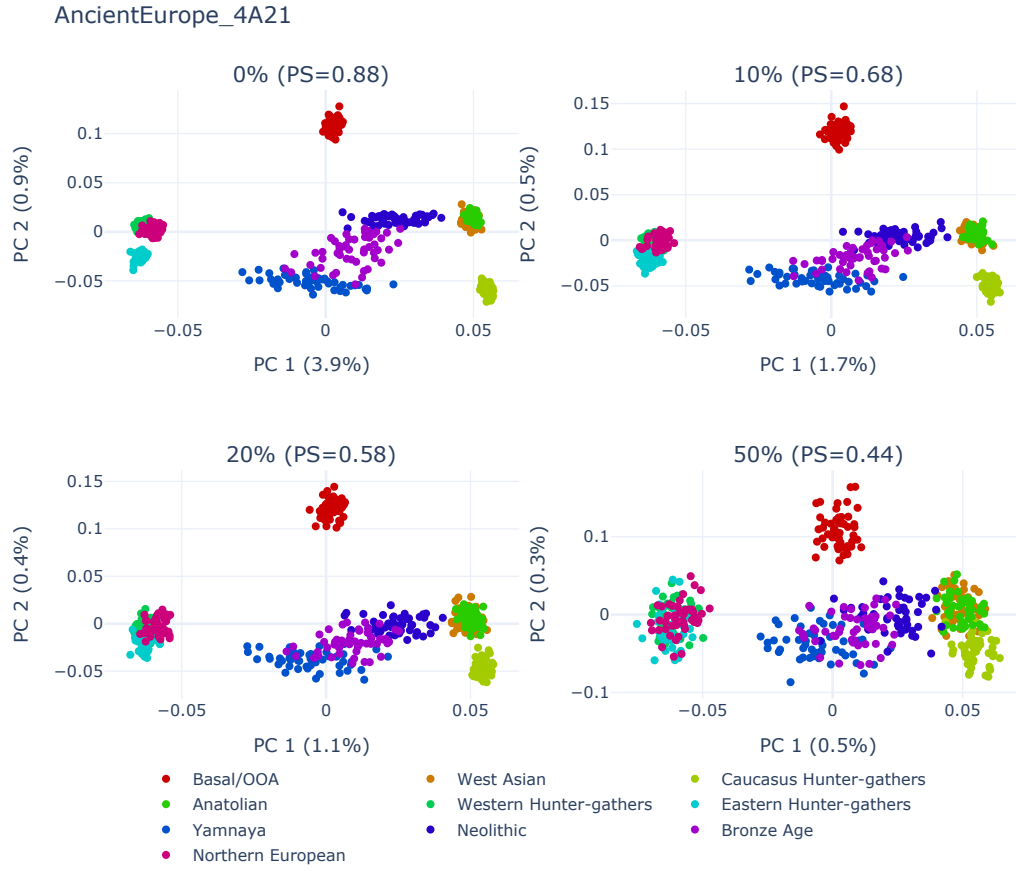 AncientEurope_4A21
0% (PS=0.88)
10% (PS=0.68)
PC 2 (0.9%)
0.1
0.05
0
−0.05
−0.05
0
0.05
PC 1 (3.9%)
PC 2 (0.5%)
0.15
0.1
0.05
0
−0.05
−0.05
0
0.05
PC 1 (1.7%)
20% (PS=0.58)
50% (PS=0.44)
PC 2 (0.4%)
0.15
0.1
0.05
0
−0.05
−0.05
0
0.05
PC 1 (1.1%)
PC 2 (0.3%)
0.1
0
−0.1
−0.05
0
0.05
PC 1 (0.5%)
Basal/OOA
West Asian
Caucasus Hunter-gathers
Anatolian
Western Hunter-gathers
Eastern Hunter-gathers
Yamnaya
Neolithic
Bronze Age
Northern European